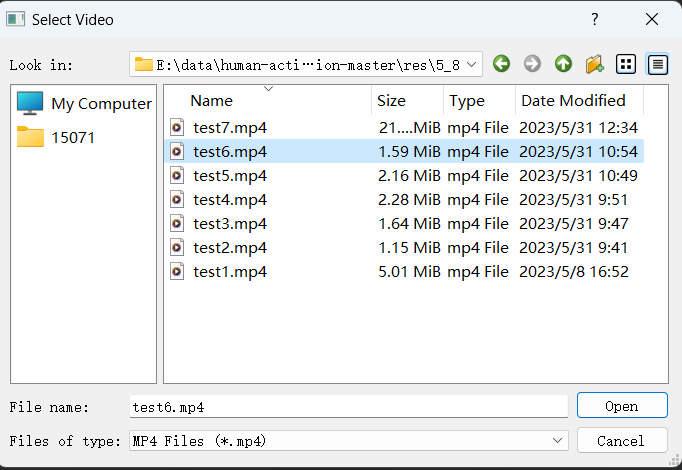 Select Video
Look in: E:\data\human-acti…ion-master\res\5_8
My Computer
15071
Name Size Type Date Modified
test7.mp4 21....MiB mp4 File 2023/5/31 12:34
test6.mp4 1.59 MiB mp4 File 2023/5/31 10:54
test5.mp4 2.16 MiB mp4 File 2023/5/31 10:49
test4.mp4 2.28 MiB mp4 File 2023/5/31 9:51
test3.mp4 1.64 MiB mp4 File 2023/5/31 9:47
test2.mp4 1.15 MiB mp4 File 2023/5/31 9:41
test1.mp4 5.01 MiB mp4 File 2023/5/8 16:52
File name: test6.mp4 Open
Files of type: MP4 Files (*.mp4) Cancel